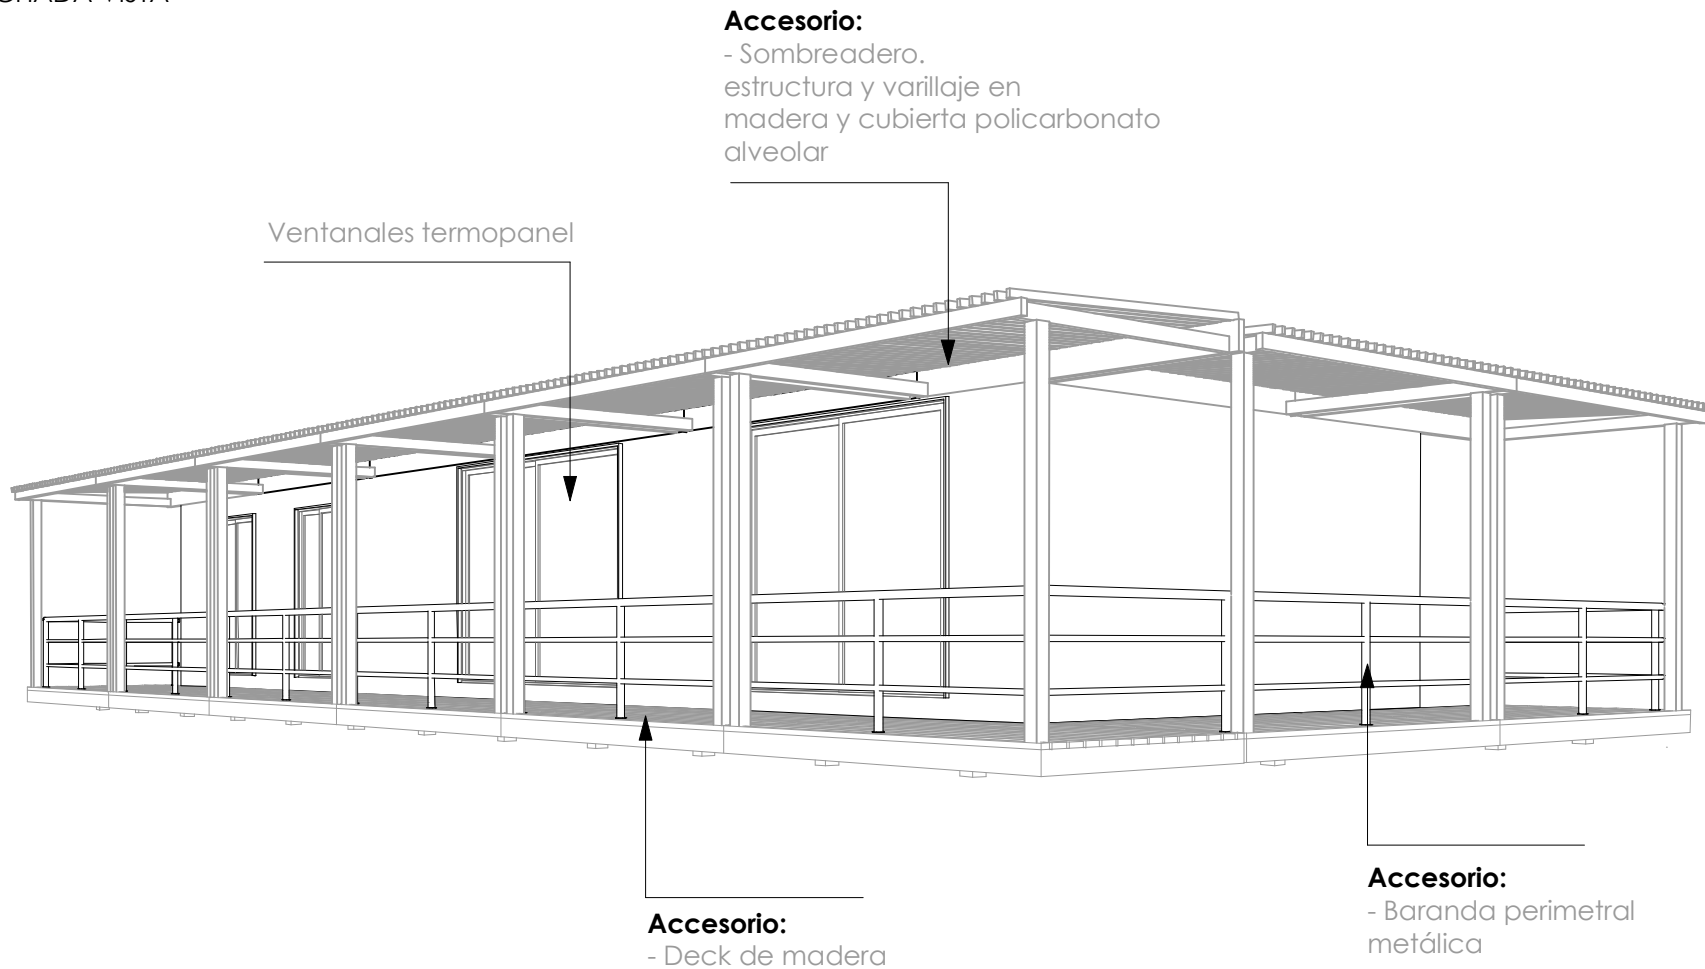 Accesorio:
- Sombreadero.
estructura y varillaje en
madera y cubierta policarbonato
alveolar
Ventanales termopanel
Accesorio:
- Baranda perimetral
metálica
Accesorio:
- Deck de madera